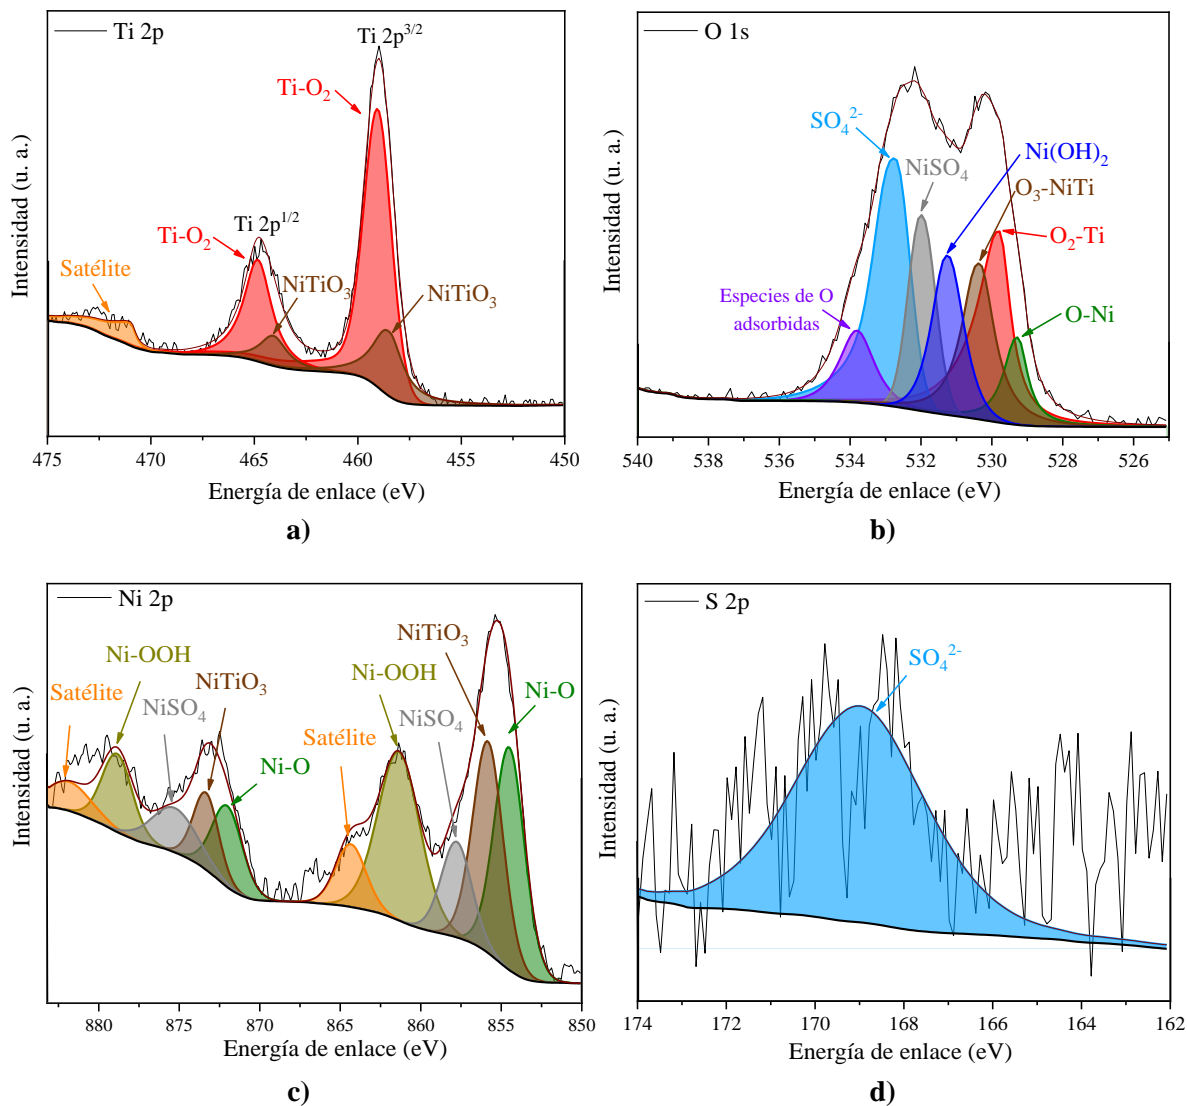 Ti 2p
Ti 2p3/2
Ti-O2
Ti 2p1/2
Ti-O2
Satélite
NiTiO3
NiTiO3
Intensidad (u. a.)
475 470 465 460 455 450
Energía de enlace (eV)
a)
O 1s
SO4 2-
Ni(OH)2
NiSO4
O3-NiTi
O2-Ti
Especies de O
adsorbidas
O-Ni
Intensidad (u. a.)
540 538 536 534 532 530 528 526
Energía de enlace (eV)
b)
Ni 2p
NiTiO3
Ni-OOH
Ni-OOH
Satélite
NiTiO3
Ni-O
NiSO4
NiSO4
Satélite
Ni-O
Intensidad (u. a.)
880 875 870 865 860 855 850
Energía de enlace (eV)
c)
S 2p
SO4 2-
Intensidad (u. a.)
174 172 170 168 166 164 162
Energía de enlace (eV)
d)